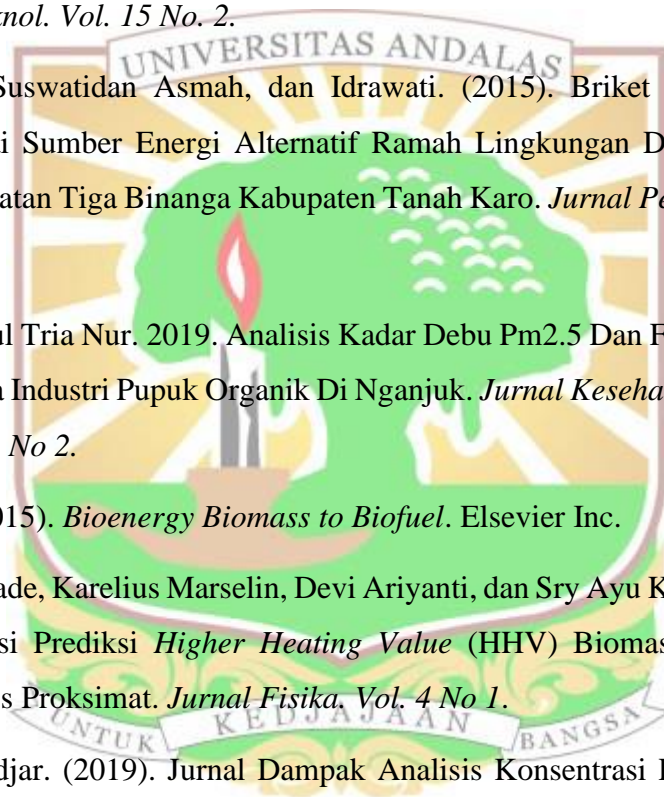 nol. Vol. 15 No. 2.
UNIVERSITAS ANDALAS
Suswatidan Asmah, dan Idrawati. (2015). Briket
i Sumber Energi Alternatif Ramah Lingkungan D
atan Tiga Binanga Kabupaten Tanah Karo. Jurnal Pe
ul Tria Nur. 2019. Analisis Kadar Debu Pm2.5 Dan F
a Industri Pupuk Organik Di Nganjuk. Jurnal Keseha
No 2.
015). Bioenergy Biomass to Biofuel. Elsevier Inc.
ade, Karelius Marselin, Devi Ariyanti, dan Sry Ayu K
si Prediksi Higher Heating Value (HHV) Biomas
s Proksimat. Jurnal Fisika. Vol. 4 No 1.
UNTUK KEDJAJAAN BANGSA
djar. (2019). Jurnal Dampak Analisis Konsentrasi